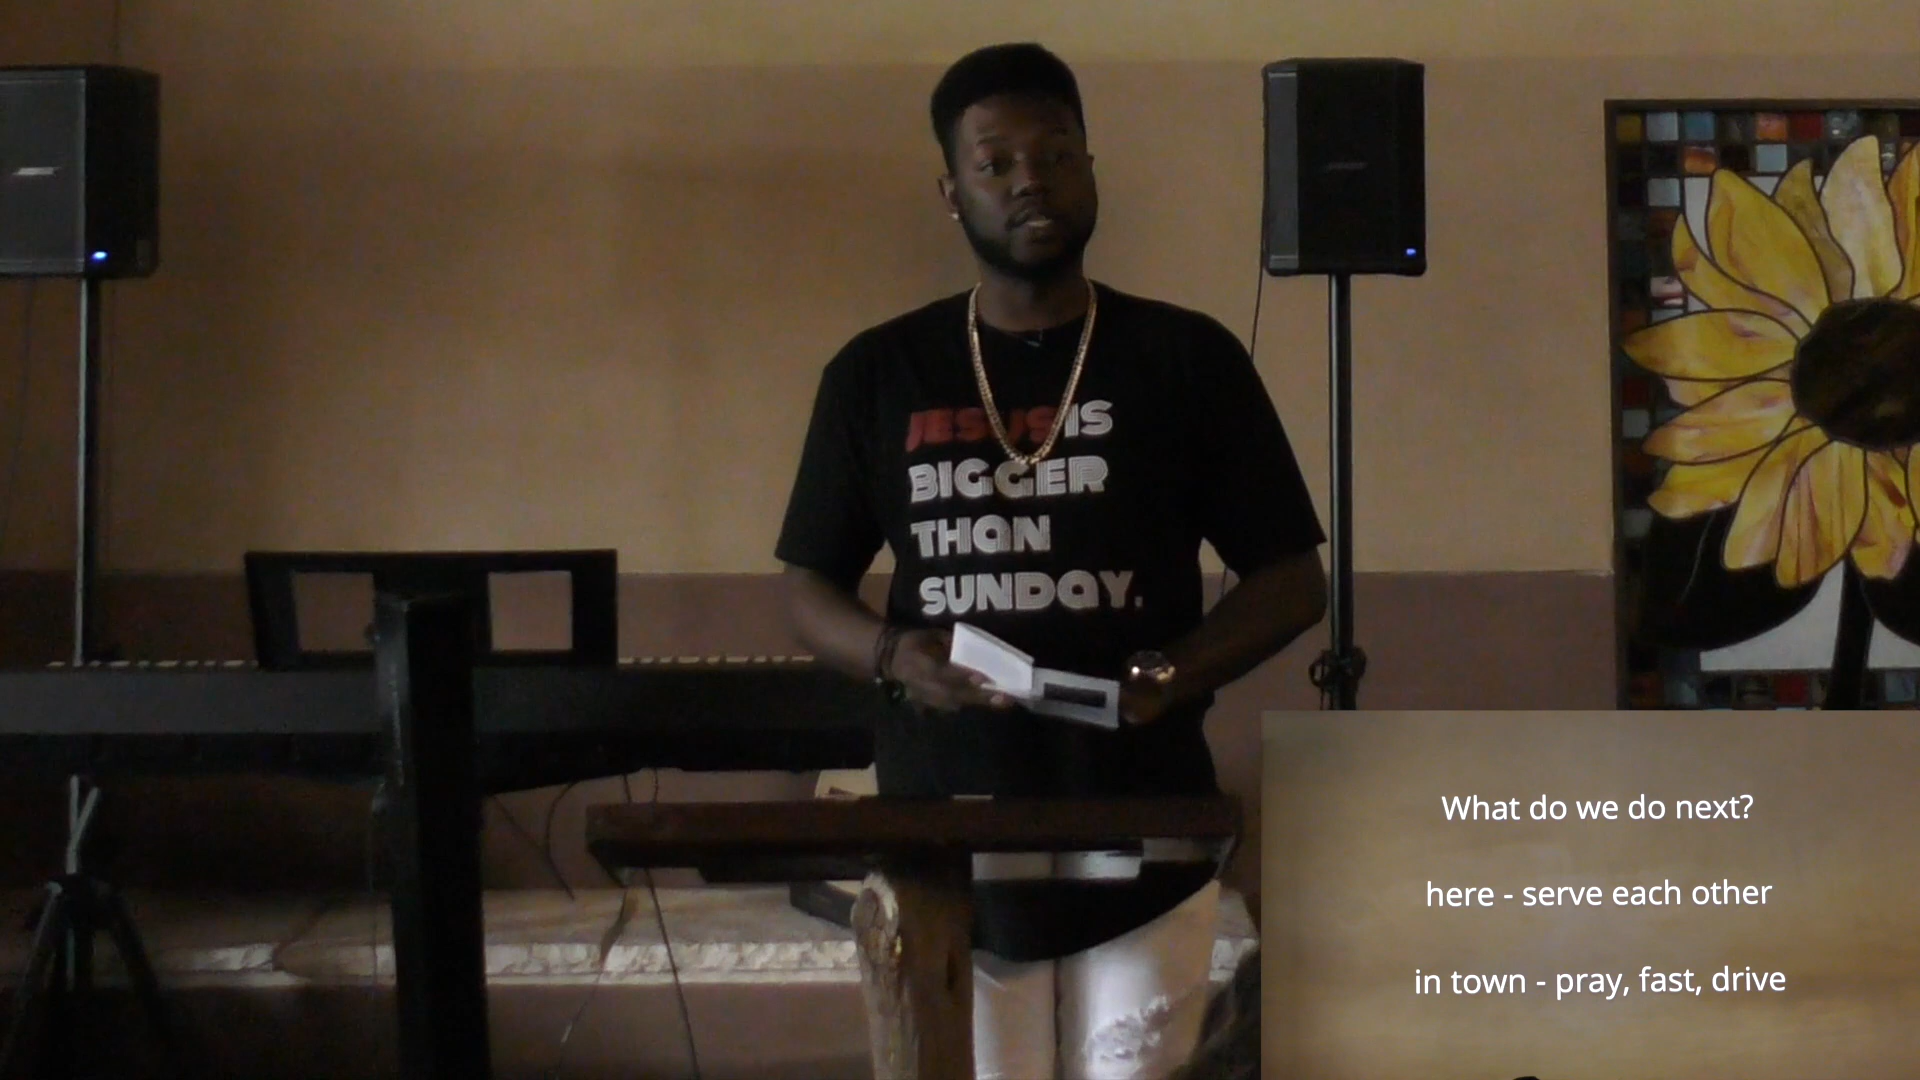 JESUS IS
BIGGER
THAN
SUNDAY.
What do we do next?
here - serve each other
in town - pray, fast, drive